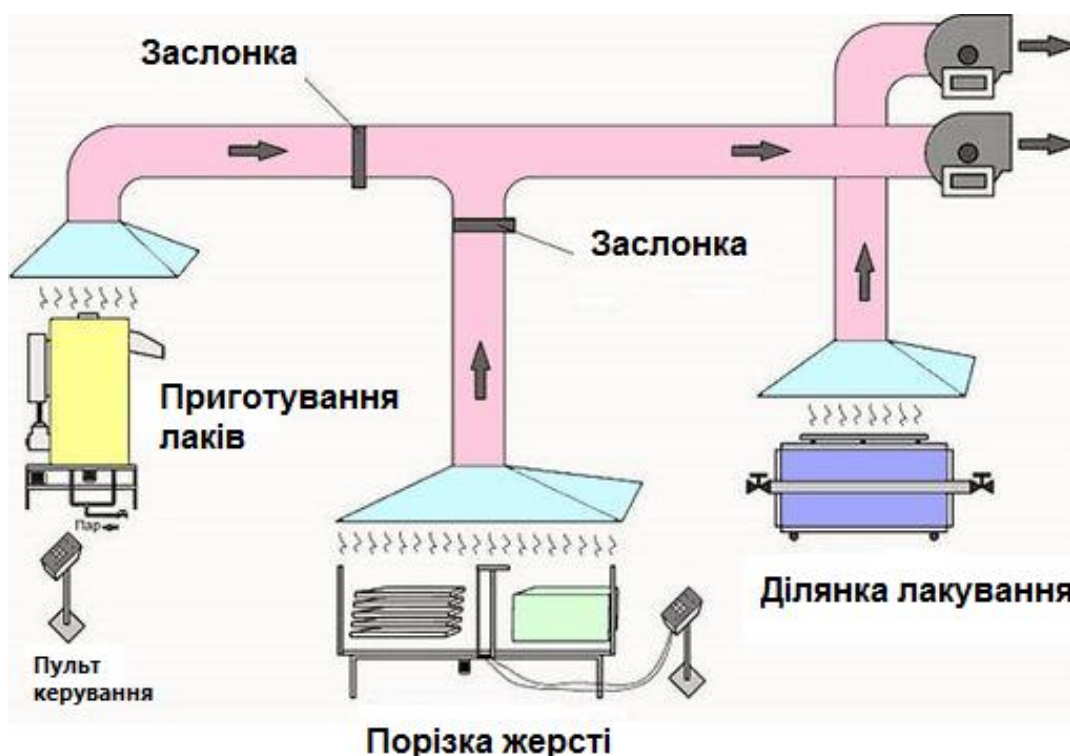 Заслонка
Заслонка
Приготування
лаків
Пар
Пульт
керування
Порізка жерсті
Ділянка лакування